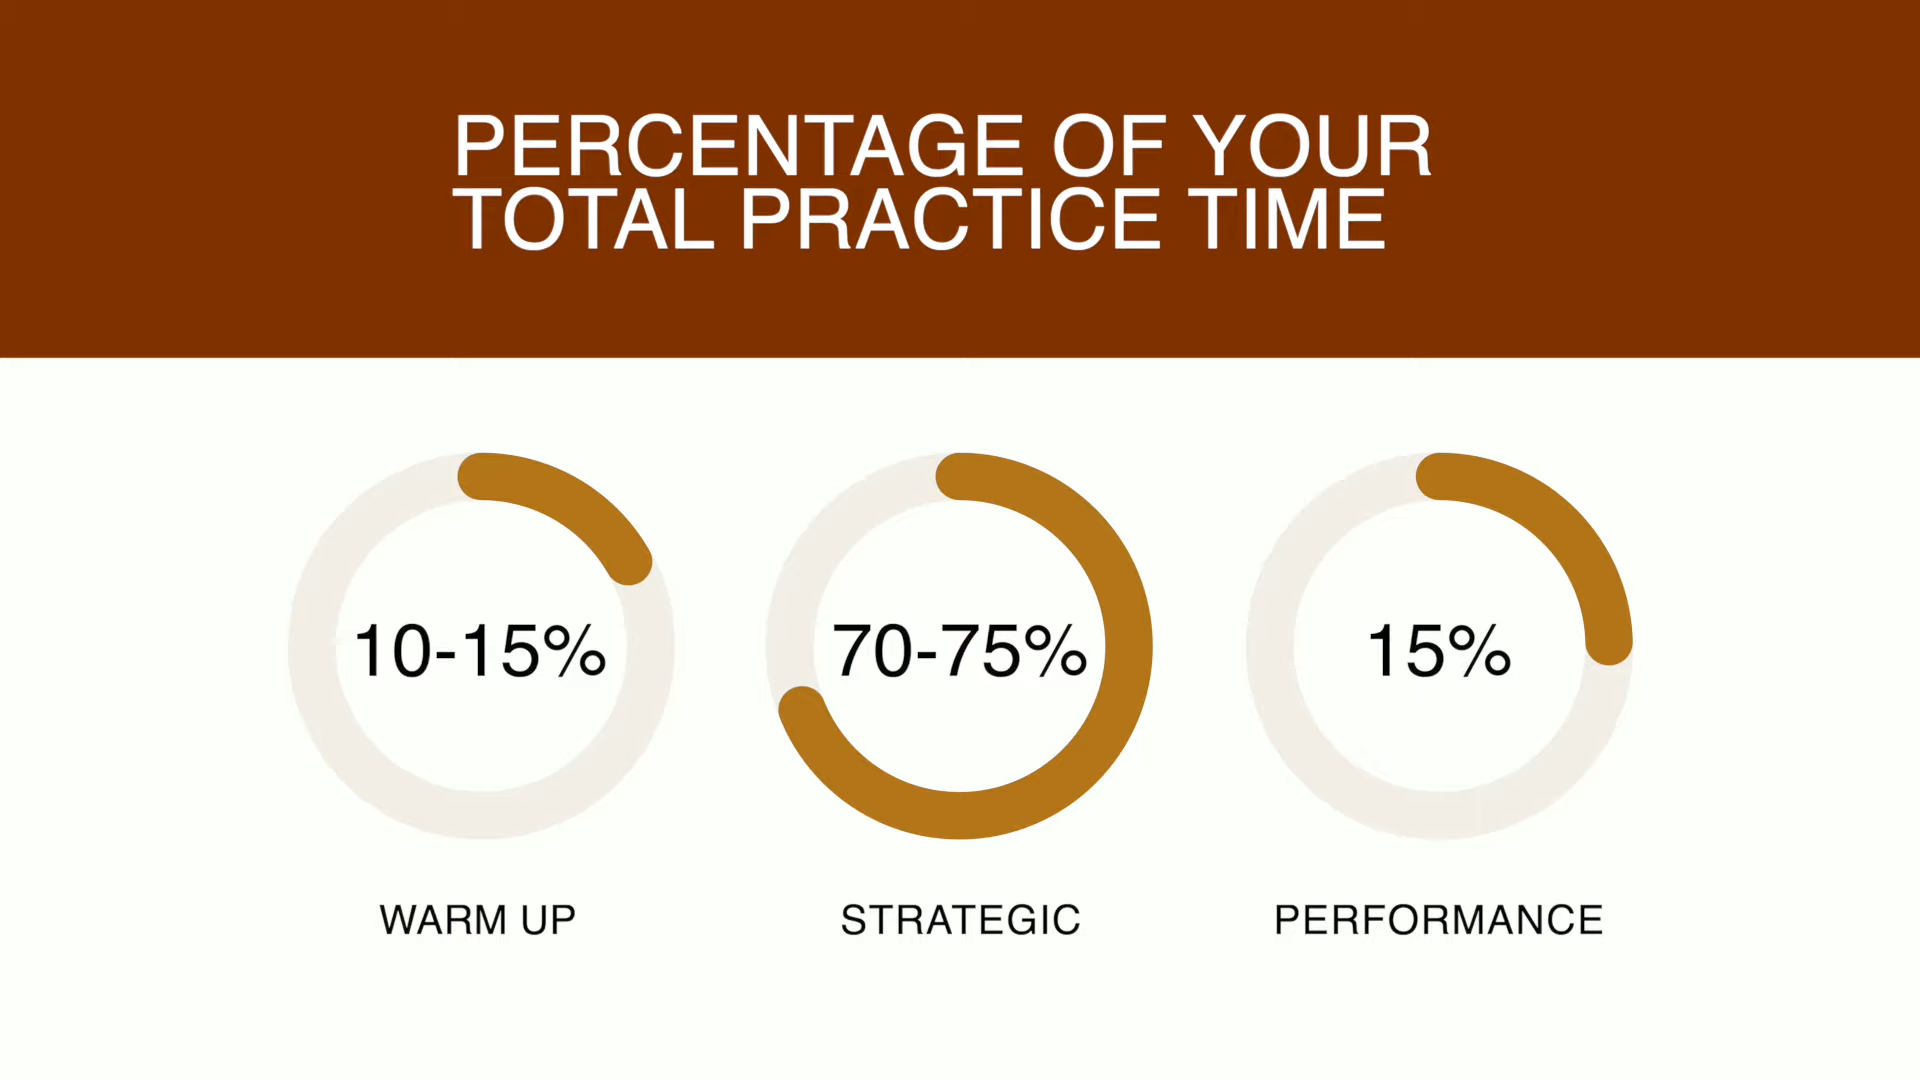 PERCENTAGE OF YOUR
TOTAL PRACTICE TIME
10-15%
70-75%
15%
WARM UP
STRATEGIC
PERFORMANCE